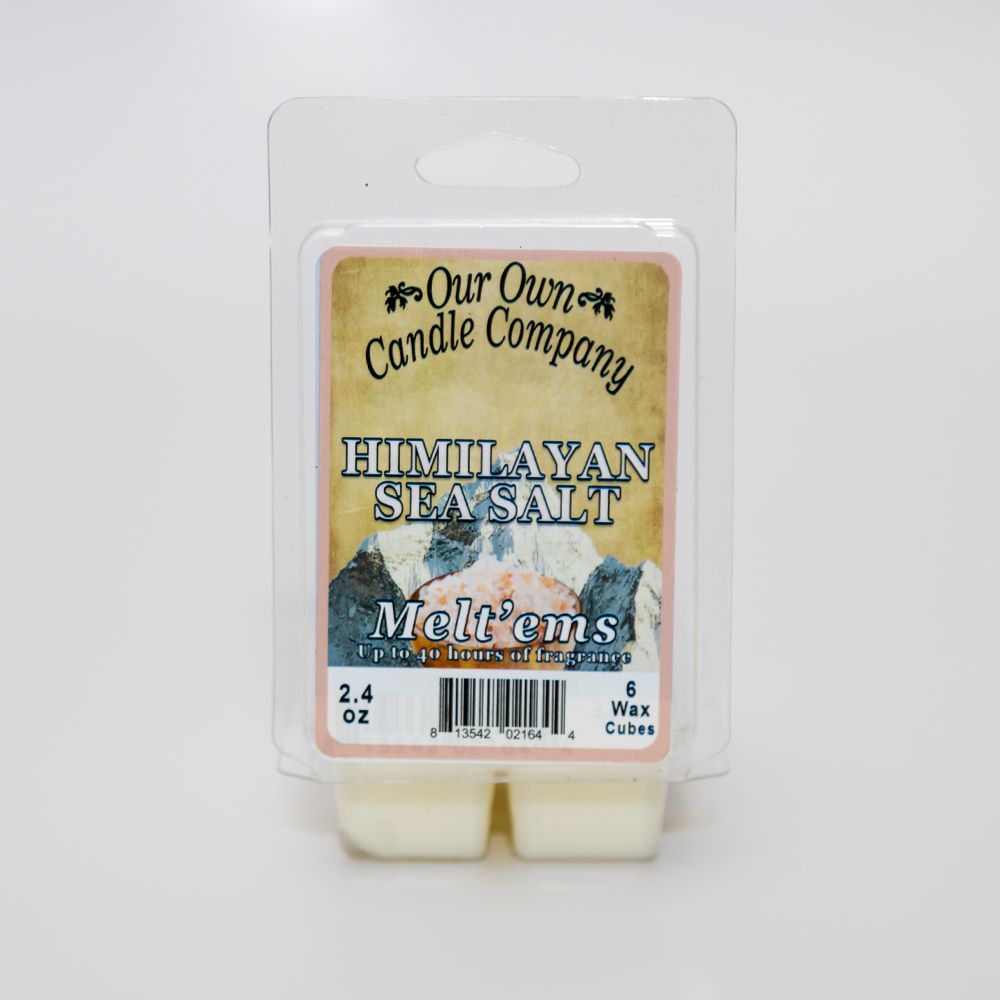 Our Own
Candle Company
HIMILAYAN
SEA SALT
Melt'ems
Up to 40 hours of fragrance
2.4
oz
8 13542 02164 4
6
Wax
Cubes